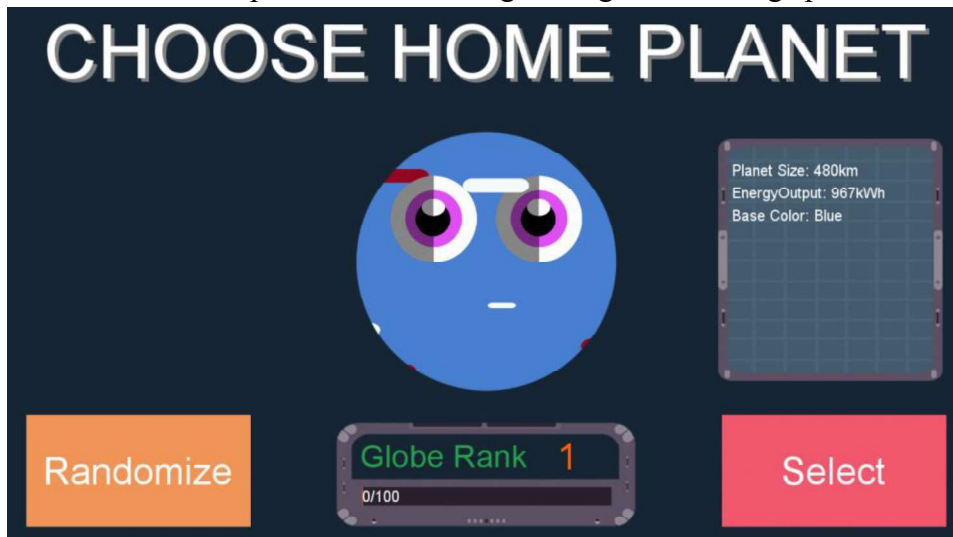 CHOOSE HOME PLANET
Planet Size: 480km
EnergyOutput: 967kWh
Base Color: Blue
Randomize
Globe Rank 1
0/100
Select